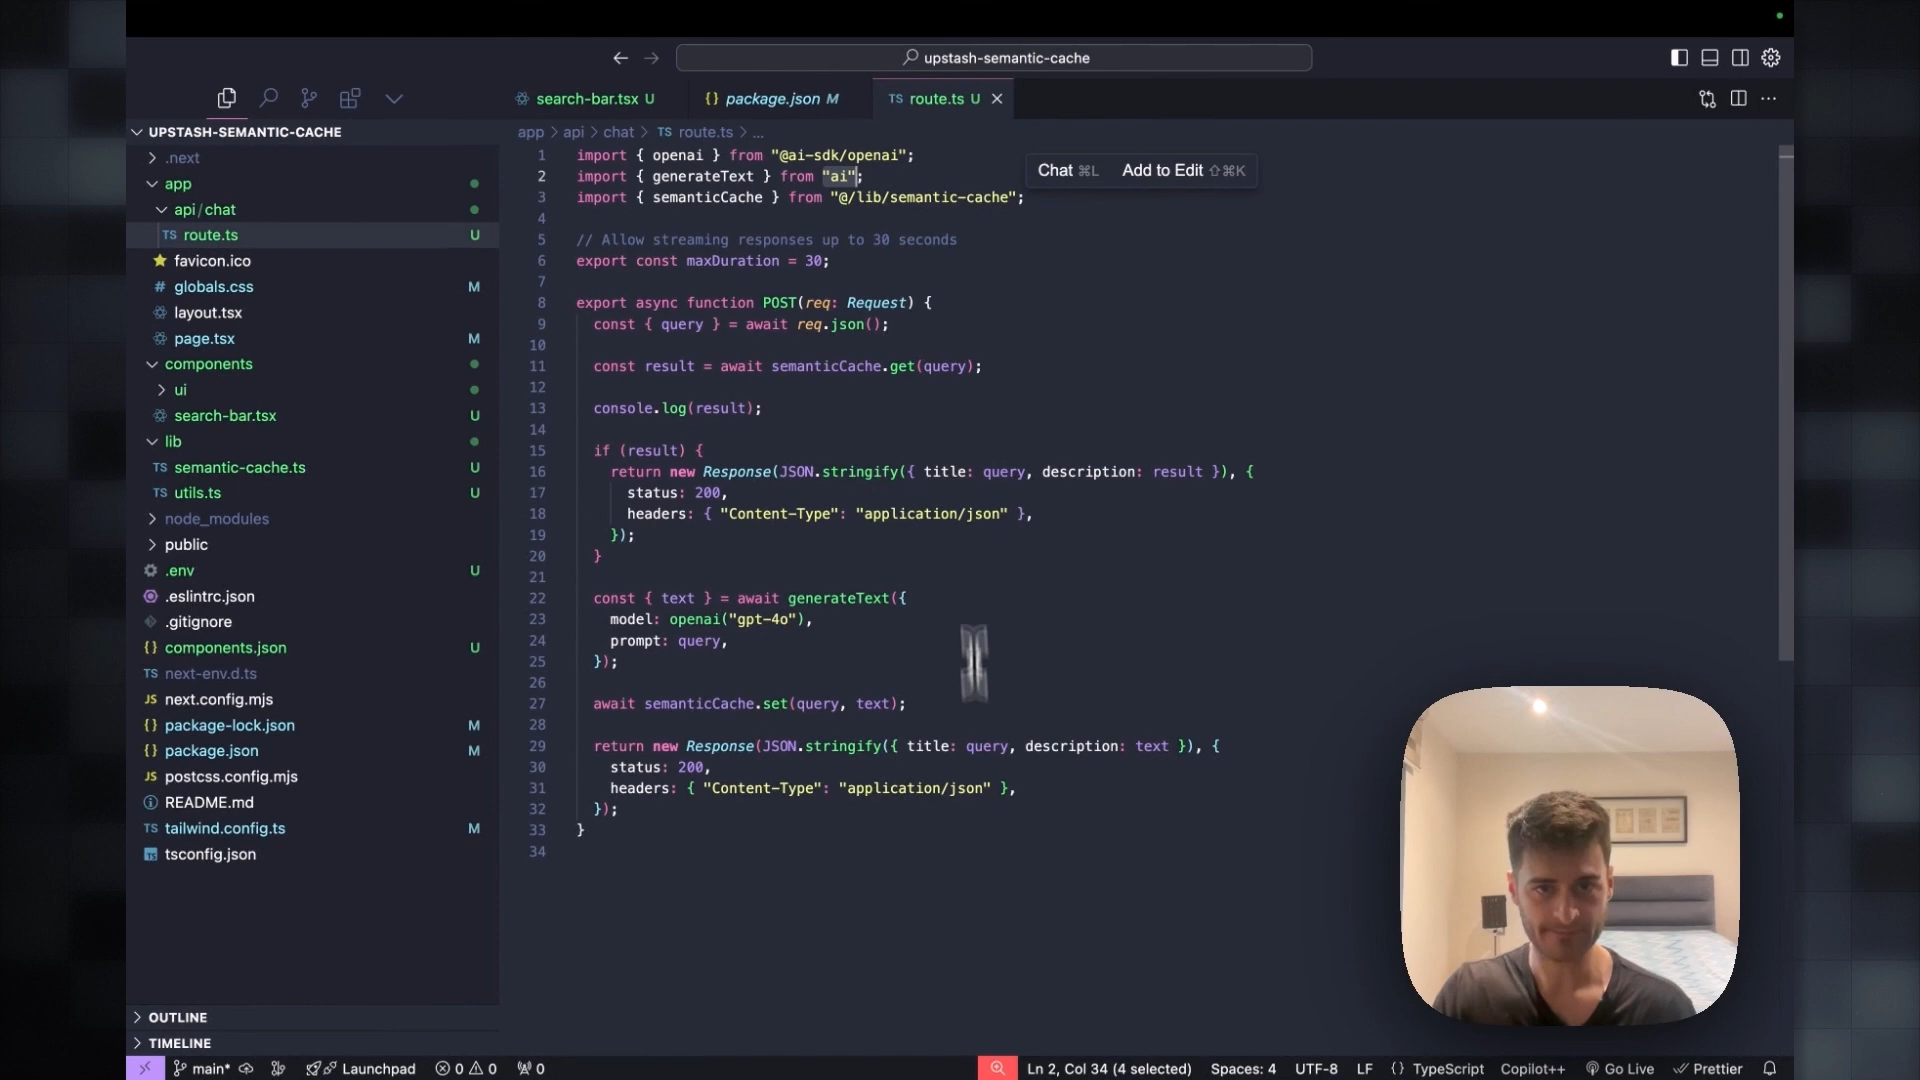 upstash-semantic-cache
search-bar.tsx U
{} package.json M
TS route.ts U
UPSTASH-SEMANTIC-CACHE
app > api > chat > TS route.ts > ...
.next
app
api/chat
TS route.ts U
favicon.ico
# globals.css M
layout.tsx
page.tsx M
components
ui
search-bar.tsx U
lib
TS semantic-cache.ts U
TS utils.ts U
node_modules
public
.env U
.eslintrc.json
.gitignore
{} components.json U
TS next-env.d.ts
JS next.config.mjs
{} package-lock.json M
{} package.json M
JS postcss.config.mjs
README.md
TS tailwind.config.ts M
TS tsconfig.json
OUTLINE
TIMELINE
1 import { openai } from "@ai-sdk/openai";
2 import { generateText } from "ai";
3 import { semanticCache } from "@/lib/semantic-cache";
4
5 // Allow streaming responses up to 30 seconds
6 export const maxDuration = 30;
7
8 export async function POST(req: Request) {
9 const { query } = await req.json();
10
11 const result = await semanticCache.get(query);
12
13 console.log(result);
14
15 if (result) {
16 return new Response(JSON.stringify({ title: query, description: result }), {
17 status: 200,
18 headers: { "Content-Type": "application/json" },
19 });
20 }
21
22 const { text } = await generateText({
23 model: openai("gpt-4o"),
24 prompt: query,
25 });
26
27 await semanticCache.set(query, text);
28
29 return new Response(JSON.stringify({ title: query, description: text }), {
30 status: 200,
31 headers: { "Content-Type": "application/json" },
32 });
33 }
34
Chat ⌘L Add to Edit ⇧⌘K
main* Launchpad 0 0 0
Ln 2, Col 34 (4 selected) Spaces: 4 UTF-8 LF {} TypeScript Copilot++ Go Live Prettier